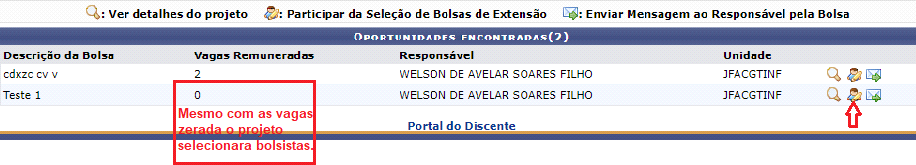 : Ver detalhes do projeto : Participar da Seleção de Bolsas de Extensão : Enviar Mensagem ao Responsável pela Bolsa
Oportunidades encontradas(2)
Descrição da Bolsa Vagas Remuneradas Responsável Unidade
cdxzc cv v 2 WELSON DE AVELAR SOARES FILHO JFACGTINF
Teste 1 0 WELSON DE AVELAR SOARES FILHO JFACGTINF
Mesmo com as vagas
zerada o projeto
selecionara bolsistas.
Portal do Discente